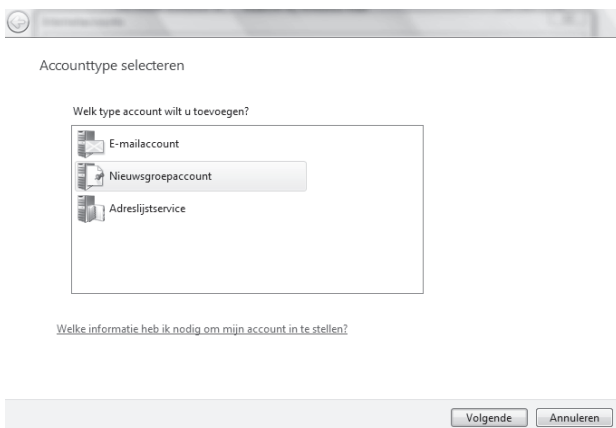 Accounttype selecteren
Welk type account wilt u toevoegen?
E-mailaccount
Nieuwsgroepaccount
Adreslijstservice
Welke informatie heb ik nodig om mijn account in te stellen?
Volgende
Annuleren